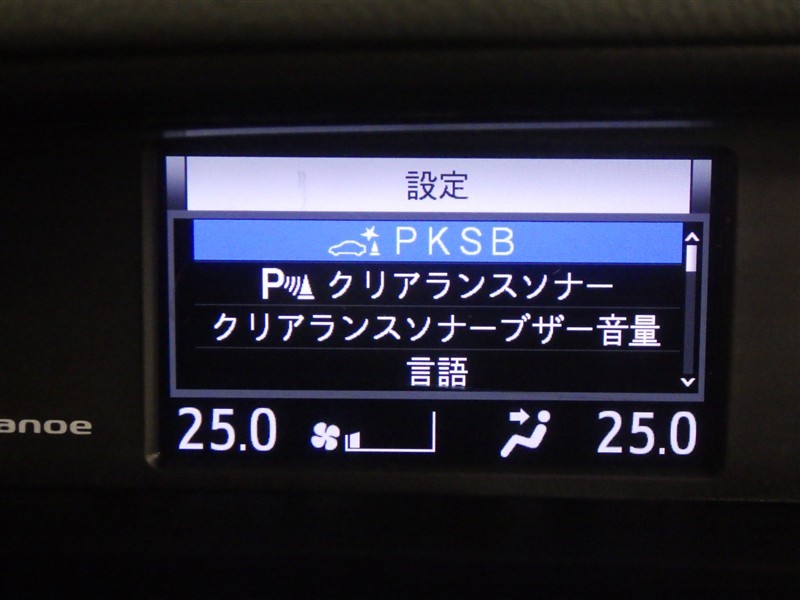 設定
PKSB
P クリアランスソナー
クリアランスソナーブザー音量
言語
anoe
25.0 25.0